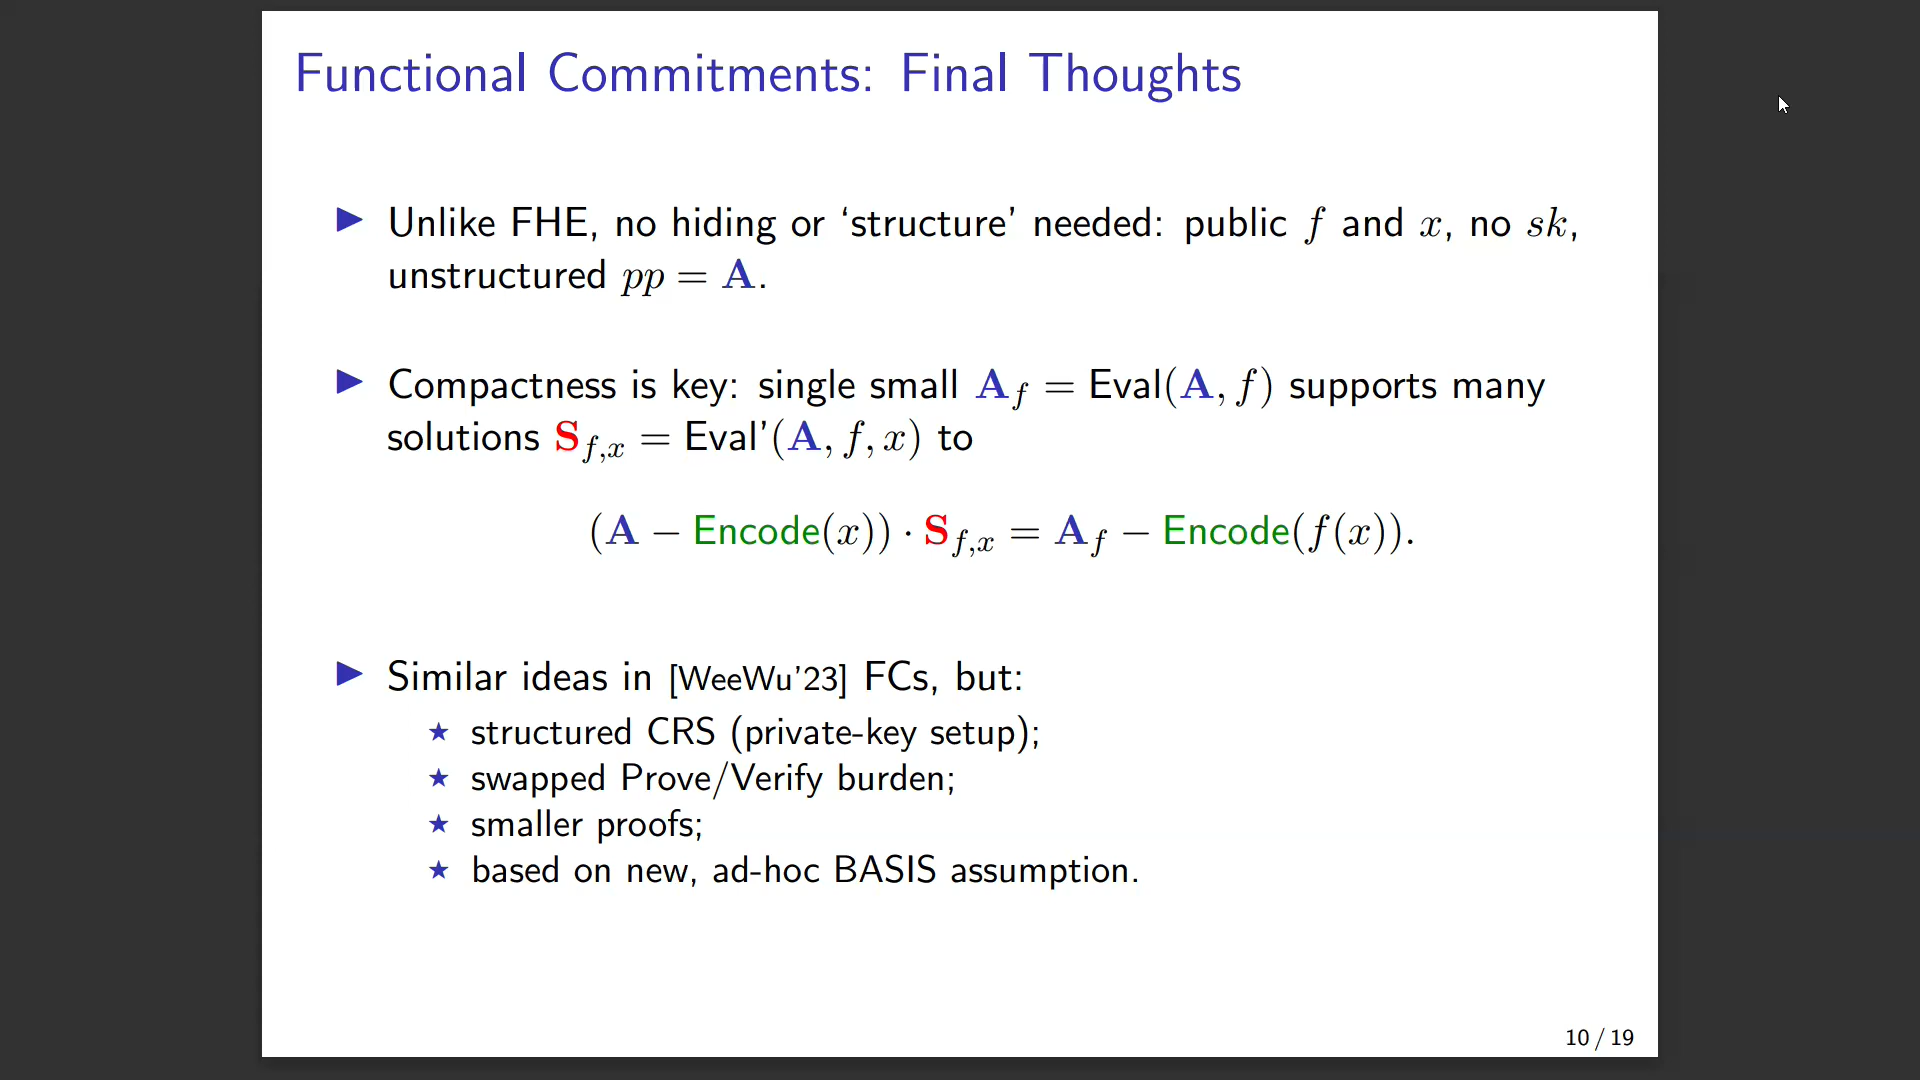 Functional Commitments: Final Thoughts
▶ Unlike FHE, no hiding or ‘structure’ needed: public f and x, no sk,
unstructured pp = A.
▶ Compactness is key: single small A_f = Eval(A, f) supports many
solutions S_{f,x} = Eval’(A, f, x) to
(A − Encode(x)) · S_{f,x} = A_f − Encode(f(x)).
▶ Similar ideas in [WeeWu’23] FCs, but:
★ structured CRS (private-key setup);
★ swapped Prove/Verify burden;
★ smaller proofs;
★ based on new, ad-hoc BASIS assumption.
10 / 19